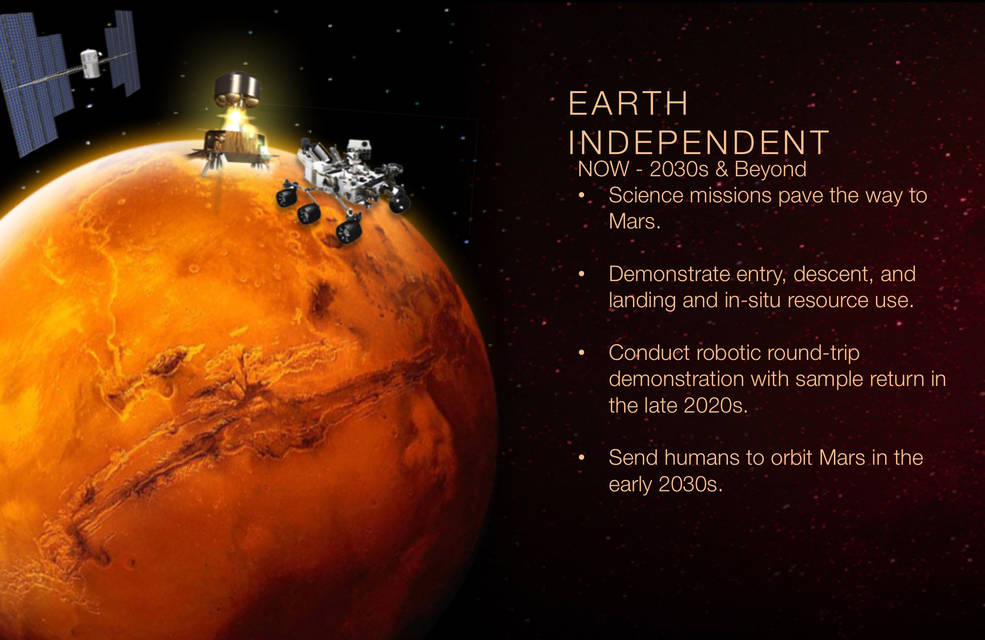 EARTH
INDEPENDENT
NOW - 2030s & Beyond
• Science missions pave the way to
Mars.
• Demonstrate entry, descent, and
landing and in-situ resource use.
• Conduct robotic round-trip
demonstration with sample return in
the late 2020s.
• Send humans to orbit Mars in the
early 2030s.